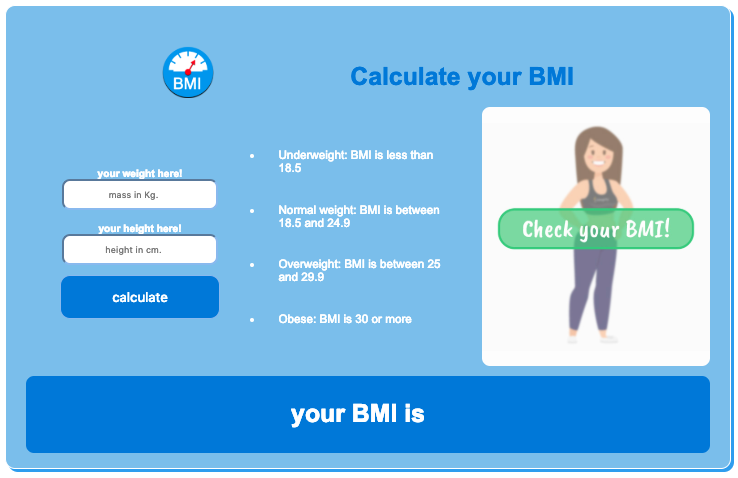 BMI
Calculate your BMI
your weight here!
mass in Kg.
your height here!
height in cm.
calculate
Underweight: BMI is less than
18.5
Normal weight: BMI is between
18.5 and 24.9
Overweight: BMI is between 25
and 29.9
Obese: BMI is 30 or more
Check your BMI!
your BMI is